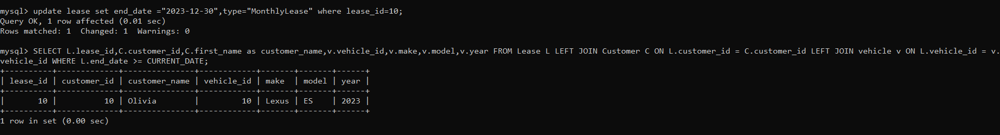 mysql> update lease set end_date ="2023-12-30",type="MonthlyLease" where lease_id=10;
Query OK, 1 row affected (0.01 sec)
Rows matched: 1  Changed: 1  Warnings: 0
mysql> SELECT L.lease_id,C.customer_id,C.first_name as customer_name,v.vehicle_id,v.make,v.model,v.year FROM Lease L LEFT JOIN Customer C ON L.customer_id = C.customer_id LEFT JOIN vehicle v ON L.vehicle_id = v.
vehicle_id WHERE L.end_date >= CURRENT_DATE;
+----------+-------------+---------------+------------+-------+-------+------+
| lease_id | customer_id | customer_name | vehicle_id | make  | model | year |
+----------+-------------+---------------+------------+-------+-------+------+
|       10 |          10 | Olivia        |         10 | Lexus | ES    | 2023 |
+----------+-------------+---------------+------------+-------+-------+------+
1 row in set (0.00 sec)